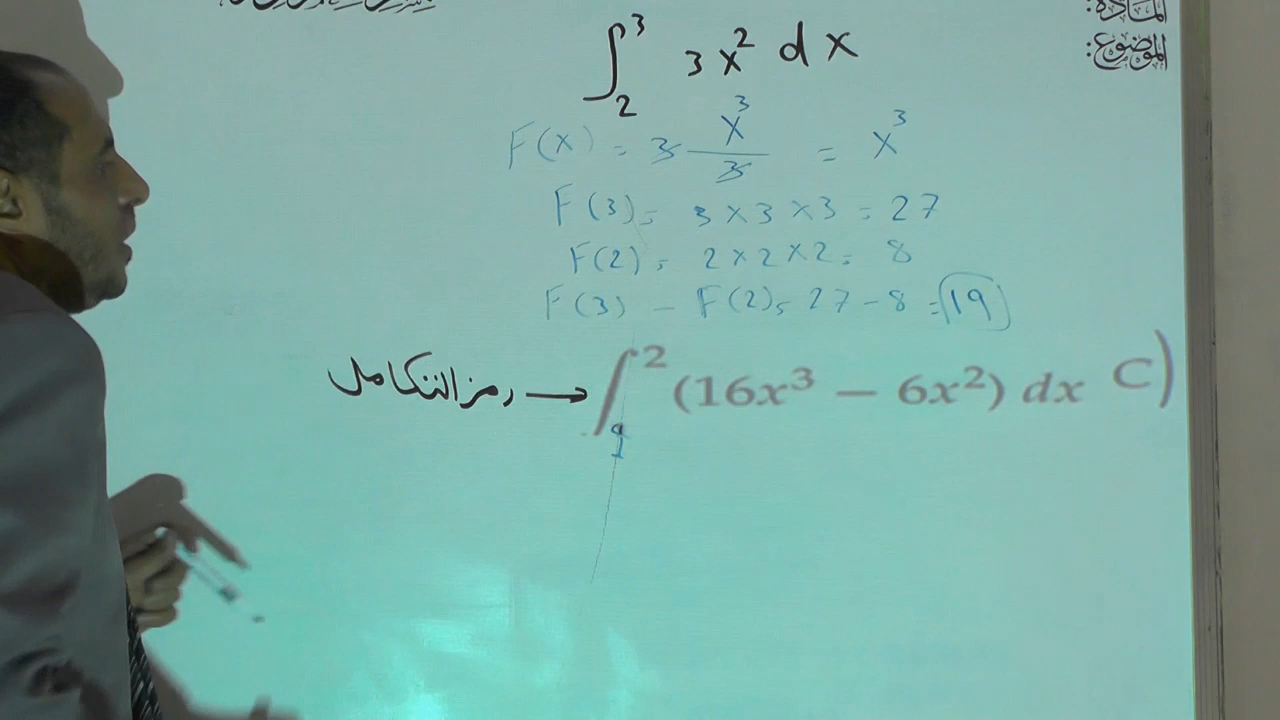 المادة:
الموضوع:
∫₂³ 3x² dx
F(x) = 3 x³/3 = x³
F(3) = 3×3×3 = 27
F(2) = 2×2×2 = 8
F(3) - F(2) = 27 - 8 = 19
رمز التكامل → ∫₁² (16x³ − 6x²) dx C)